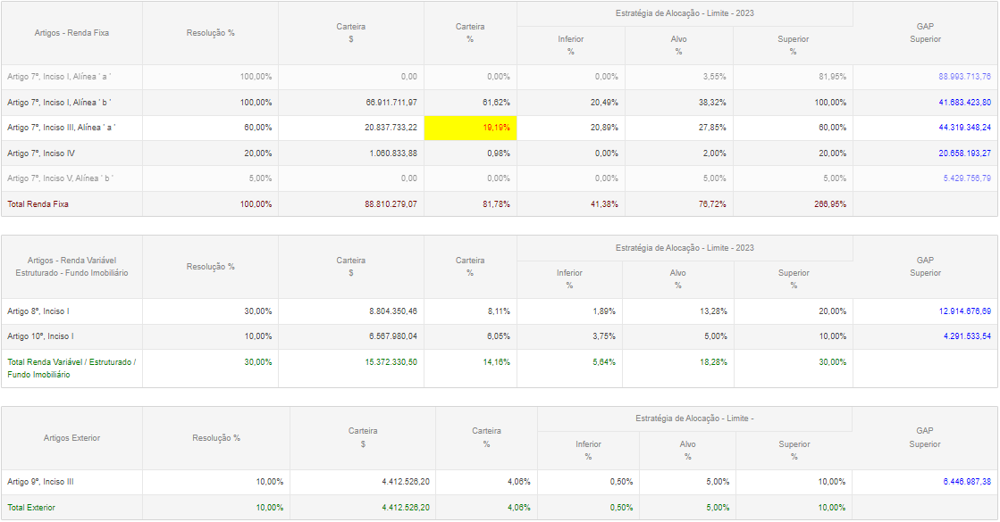 Artigos - Renda Fixa Resolução % Carteira $ Carteira % Estratégia de Alocação - Limite - 2023 GAP Superior
Inferior % Alvo % Superior %
Artigo 7º, Inciso I, Alínea ' a ' 100,00% 0,00 0,00% 0,00% 3,55% 81,95% 88.993.713,76
Artigo 7º, Inciso I, Alínea ' b ' 100,00% 66.911.711,97 61,62% 20,49% 38,32% 100,00% 41.683.423,80
Artigo 7º, Inciso III, Alínea ' a ' 60,00% 20.837.733,22 19,19% 20,89% 27,85% 60,00% 44.319.348,24
Artigo 7º, Inciso IV 20,00% 1.060.833,88 0,98% 0,00% 2,00% 20,00% 20.658.193,27
Artigo 7º, Inciso V, Alínea ' b ' 5,00% 0,00 0,00% 0,00% 5,00% 5,00% 5.429.756,79
Total Renda Fixa 100,00% 88.810.279,07 81,78% 41,38% 76,72% 266,95%
Artigos - Renda Variável Estruturado - Fundo Imobiliário Resolução % Carteira $ Carteira % Estratégia de Alocação - Limite - 2023 GAP Superior
Inferior % Alvo % Superior %
Artigo 8º, Inciso I 30,00% 8.804.350,46 8,11% 1,89% 13,28% 20,00% 12.914.676,69
Artigo 10º, Inciso I 10,00% 6.567.980,04 6,05% 3,75% 5,00% 10,00% 4.291.533,54
Total Renda Variável / Estruturado / Fundo Imobiliário 30,00% 15.372.330,50 14,16% 5,64% 18,28% 30,00%
Artigos Exterior Resolução % Carteira $ Carteira % Estratégia de Alocação - Limite - GAP Superior
Inferior % Alvo % Superior %
Artigo 9º, Inciso III 10,00% 4.412.526,20 4,06% 0,50% 5,00% 10,00% 6.446.987,38
Total Exterior 10,00% 4.412.526,20 4,06% 0,50% 5,00% 10,00%